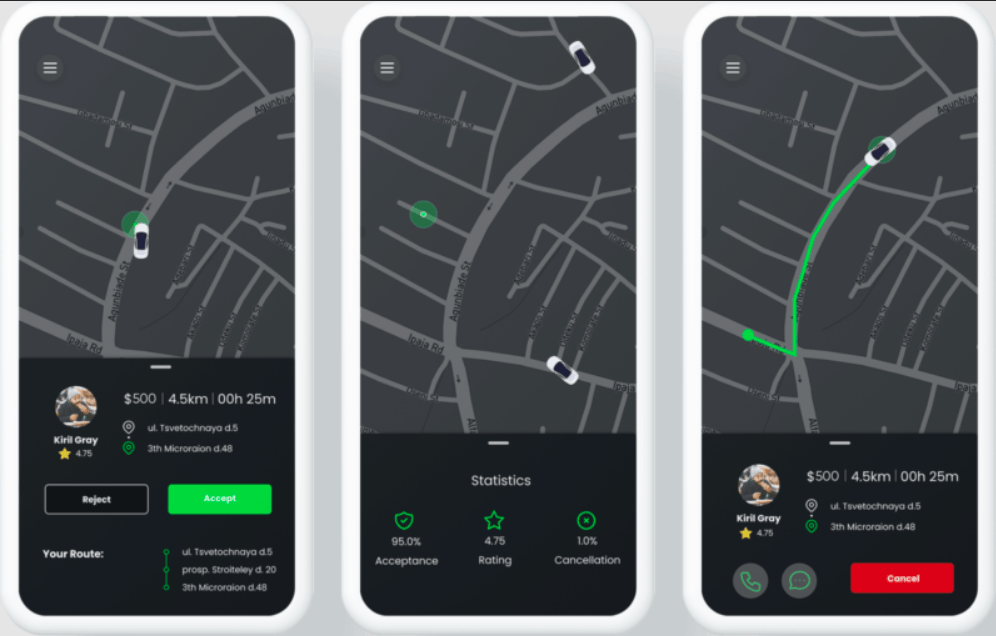 Agunbiade St
Ipaja Rd
Kiril Gray
4.75
$500 | 4.5km | 00h 25m
ul. Tsvetochnaya d.5
3th Microraion d.48
Reject
Accept
Your Route:
ul. Tsvetochnaya d.5
prosp. Stroiteley d. 20
3th Microraion d.48
Agunbiade St
Ipaja Rd
Ipaja
Statistics
95.0%
Acceptance
4.75
Rating
1.0%
Cancellation
Agunbiade St
Ipaja
Kiril Gray
4.75
$500 | 4.5km | 00h 25m
ul. Tsvetochnaya d.5
3th Microraion d.48
Cancel